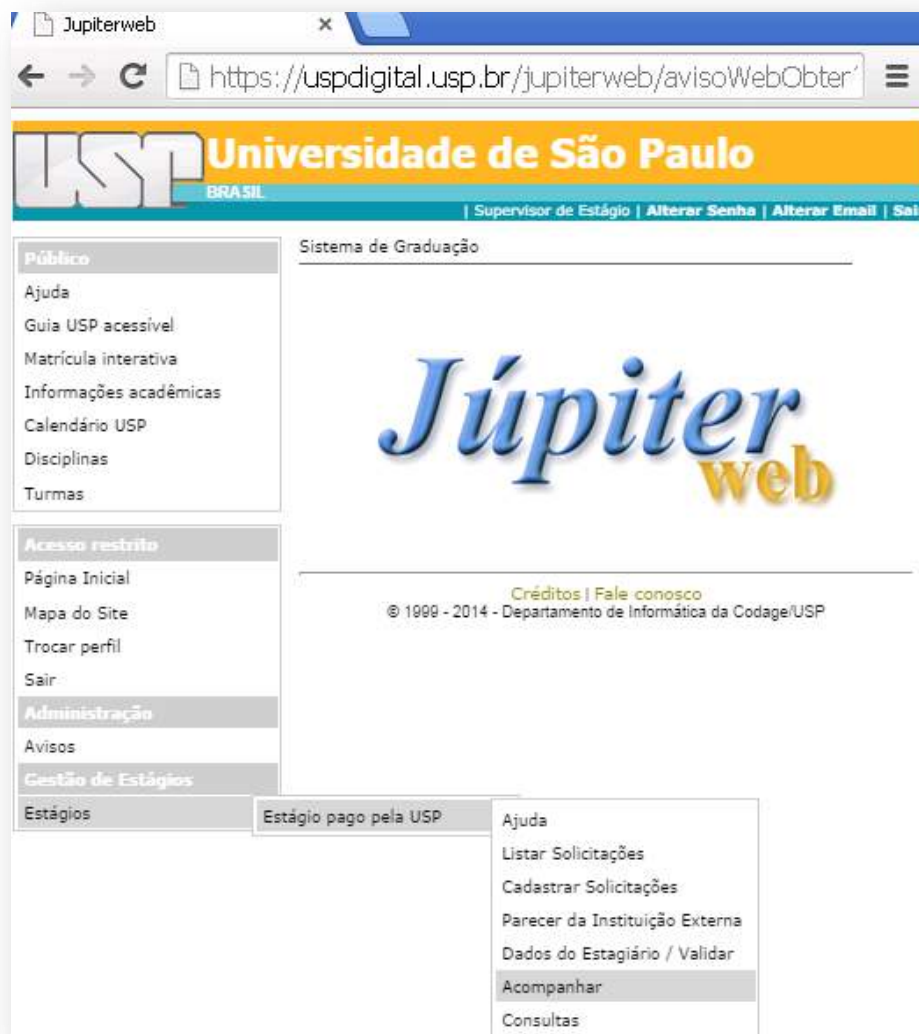 Jupiterweb
https://uspdigital.usp.br/jupiterweb/avisoWebObter
USP
Universidade de São Paulo
BRASIL
| Supervisor de Estágio | Alterar Senha | Alterar Email | Sai
Público
Ajuda
Guia USP acessível
Matrícula interativa
Informações acadêmicas
Calendário USP
Disciplinas
Turmas
Sistema de Graduação
Júpiter
web
Créditos | Fale conosco
© 1999 - 2014 - Departamento de Informática da Codage/USP
Acesso restrito
Página Inicial
Mapa do Site
Trocar perfil
Sair
Administração
Avisos
Gestão de Estágios
Estágios
Estágio pago pela USP
Ajuda
Listar Solicitações
Cadastrar Solicitações
Parecer da Instituição Externa
Dados do Estagiário / Validar
Acompanhar
Consultas